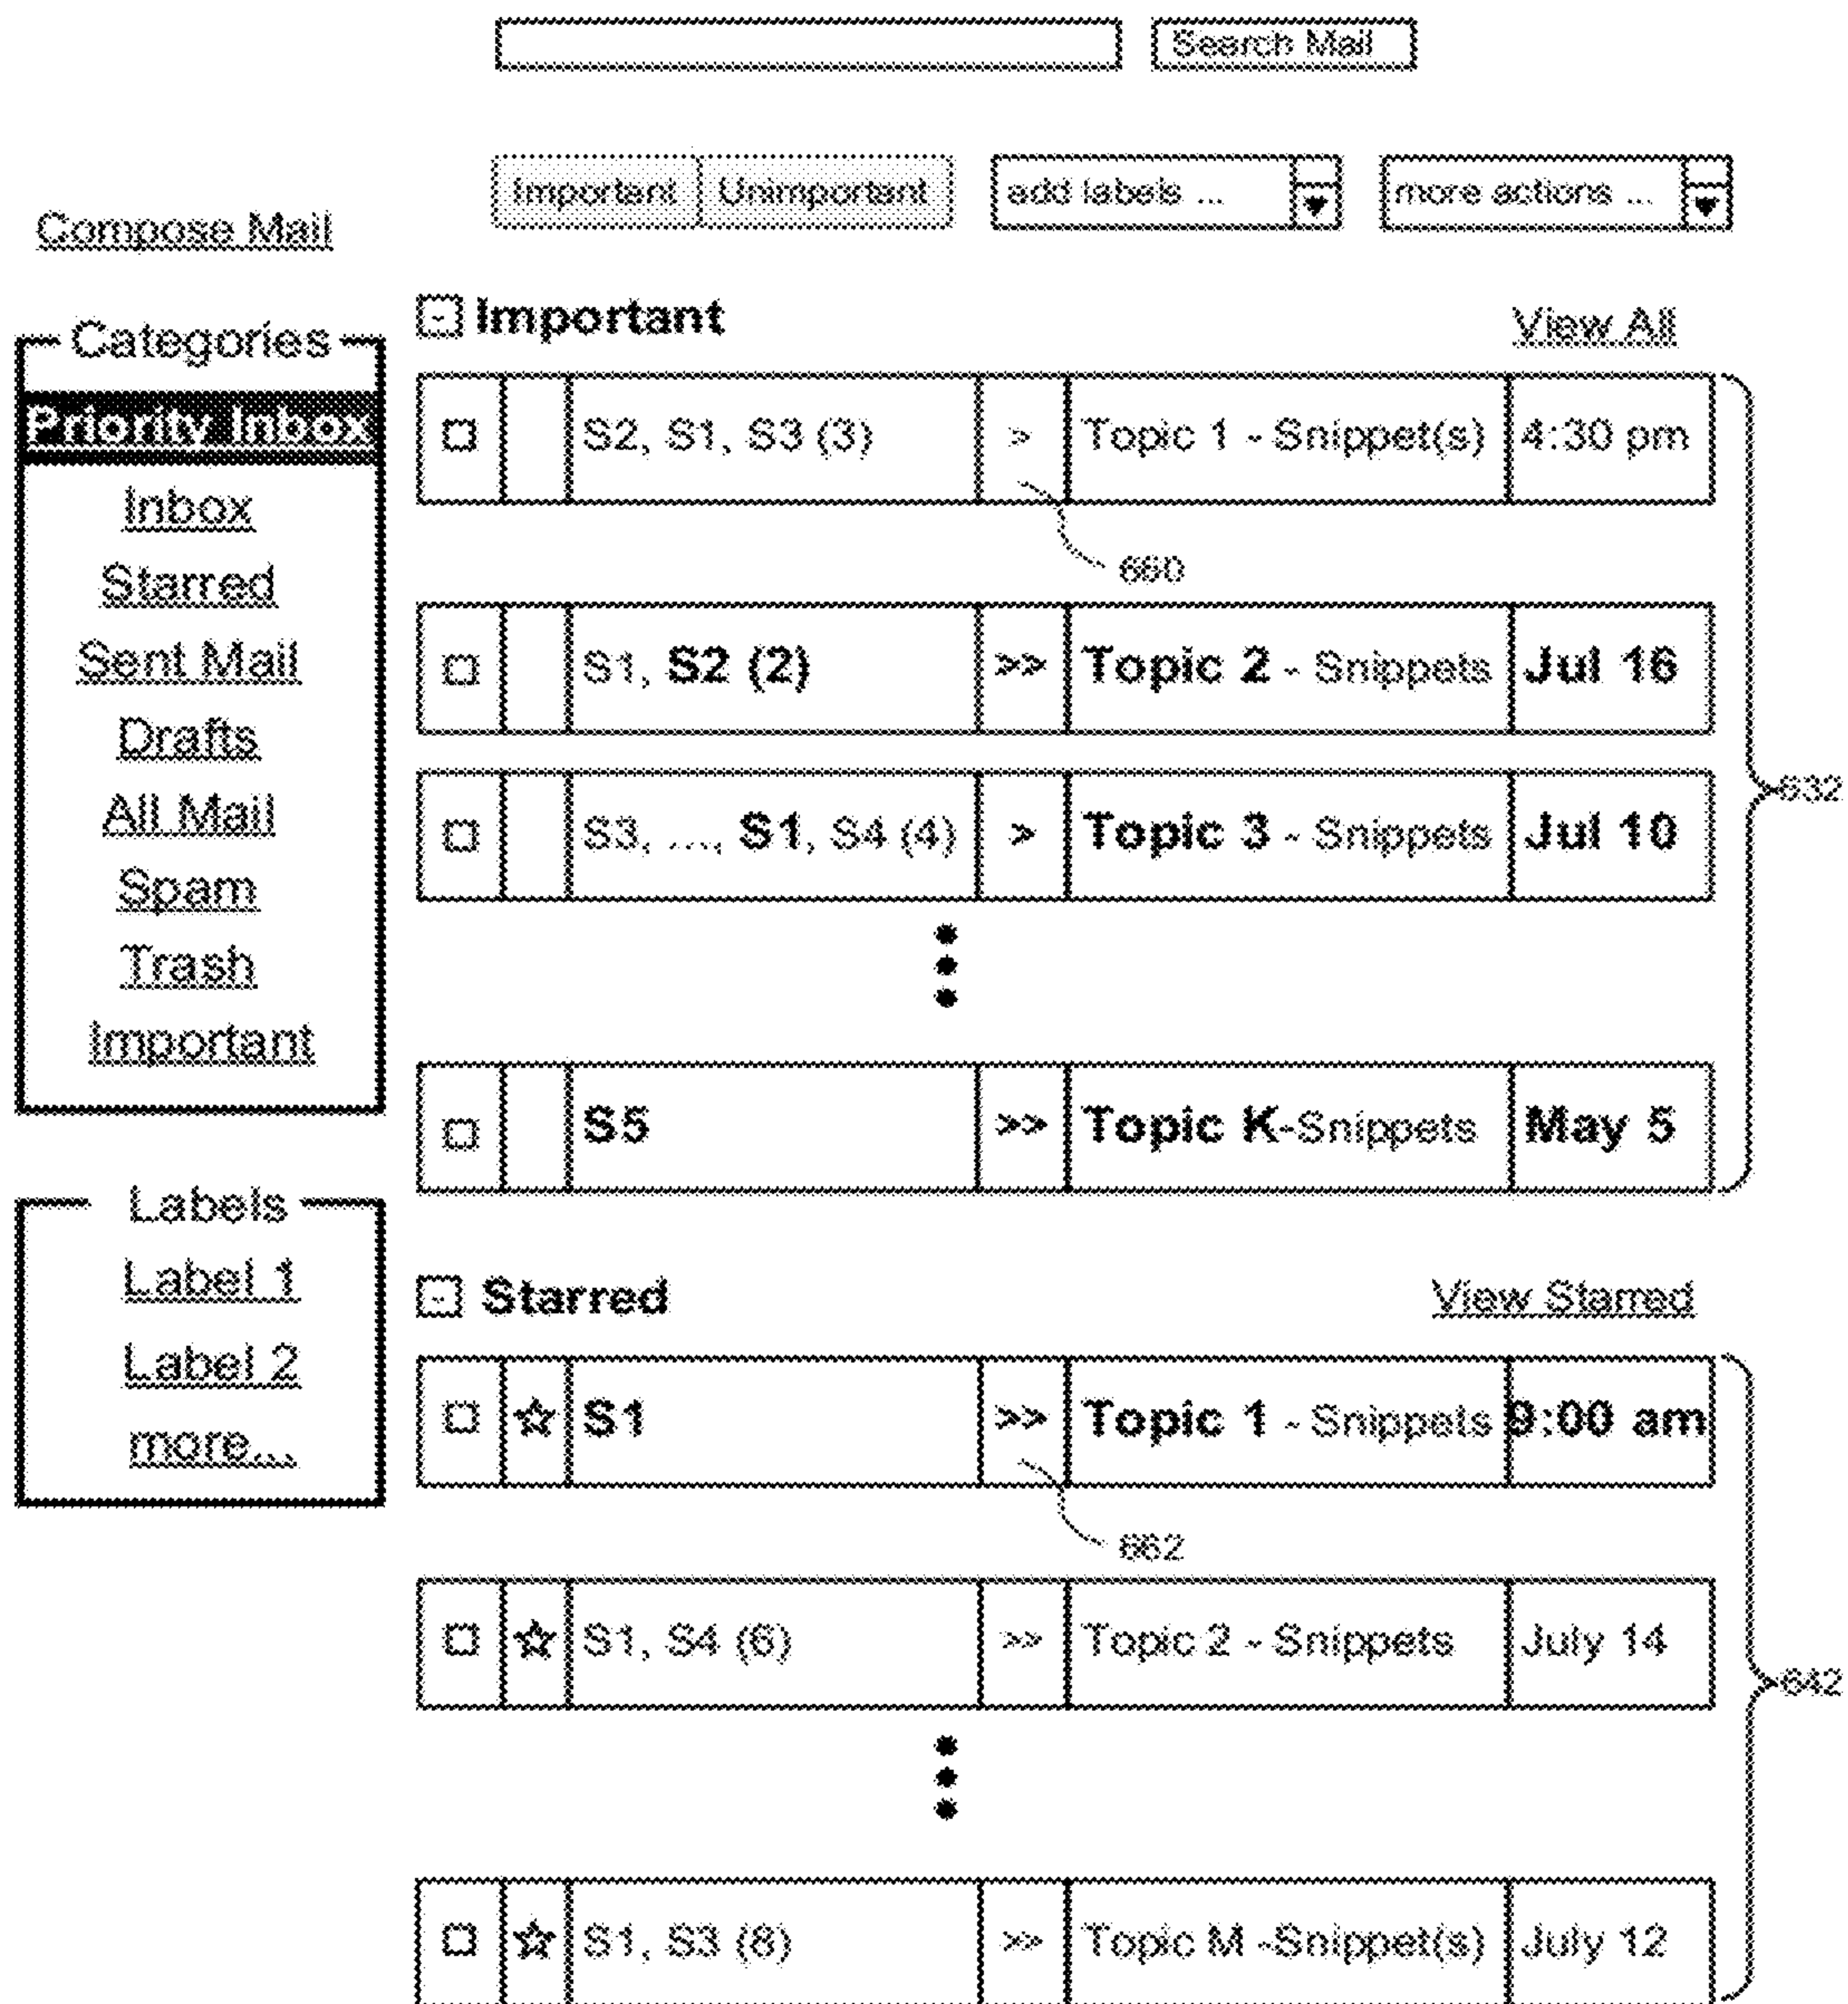 Search Mail
Important Unimportant add labels ... more actions ...
Compose Mail
Categories
Priority Inbox
Inbox
Starred
Sent Mail
Drafts
All Mail
Spam
Trash
Important
Labels
Label 1
Label 2
more...
- Important View All
S2, S1, S3 (3) > Topic 1 - Snippet(s) 4:30 pm
660
S1, S2 (2) >> Topic 2 - Snippets Jul 16
S3, ..., S1, S4 (4) > Topic 3 - Snippets Jul 10
632
S5 >> Topic K-Snippets May 5
- Starred View Starred
S1 >> Topic 1 - Snippets 9:00 am
662
S1, S4 (6) >> Topic 2 - Snippets July 14
642
S1, S3 (8) >> Topic M -Snippet(s) July 12